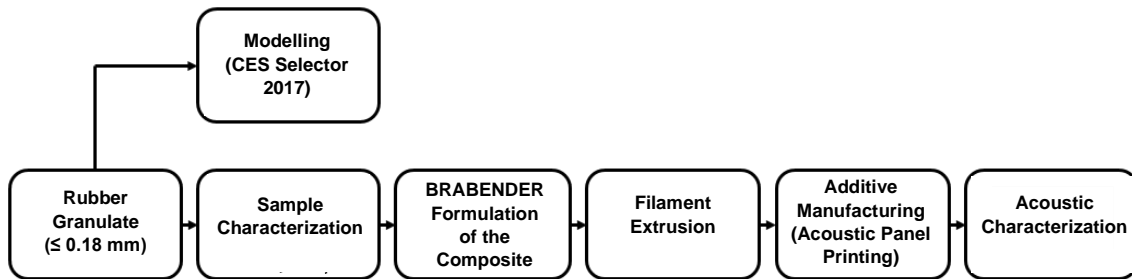 Modelling
(CES Selector
2017)
Rubber
Granulate
(≤ 0.18 mm)
Sample
Characterization
BRABENDER
Formulation
of the
Composite
Filament
Extrusion
Additive
Manufacturing
(Acoustic Panel
Printing)
Acoustic
Characterization